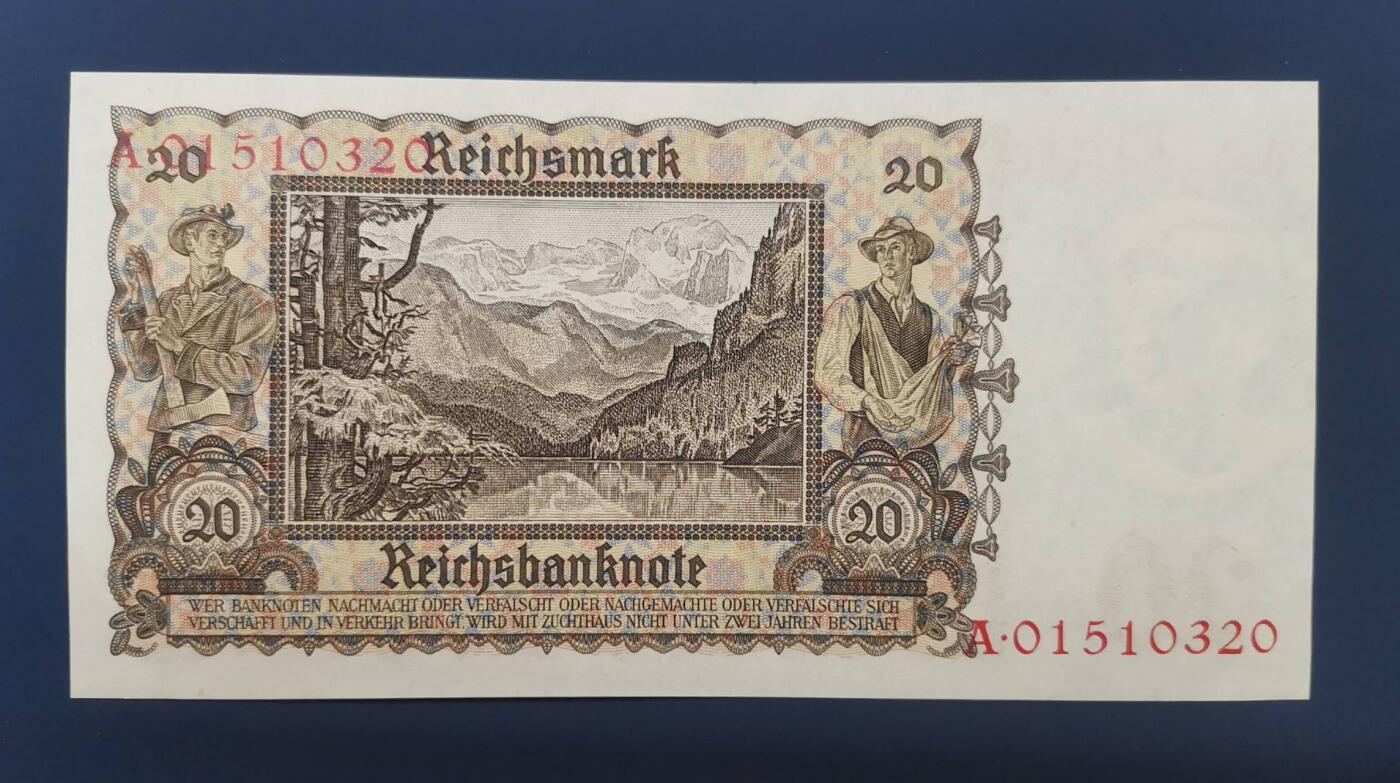 A·01510320
20 Reichsmark 20
20 20
Reichsbanknote
WER BANKNOTEN NACHMACHT ODER VERFÄLSCHT ODER NACHGEMACHTE ODER VERFÄLSCHTE SICH
VERSCHAFFT UND IN VERKEHR BRINGT, WIRD MIT ZUCHTHAUS NICHT UNTER ZWEI JAHREN BESTRAFT
A·01510320